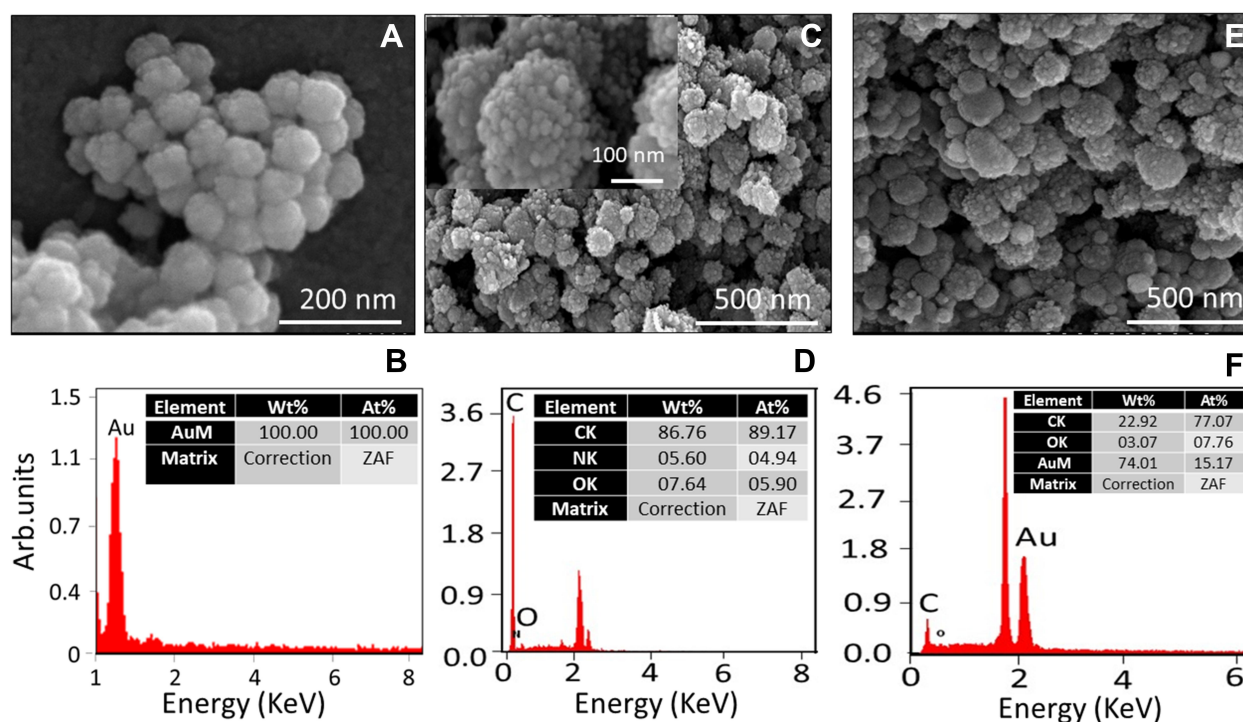 A
200 nm
C
100 nm
500 nm
E
500 nm
B
Arb.units
1.5
1.1
0.7
0.4
0
Au
Element Wt% At%
AuM 100.00 100.00
Matrix Correction ZAF
1 2 4 6 8
Energy (KeV)
D
3.6
2.7
1.8
0.9
0.0
C
N
O
Element Wt% At%
CK 86.76 89.17
NK 05.60 04.94
OK 07.64 05.90
Matrix Correction ZAF
0 2 4 6 8
Energy (KeV)
F
4.6
3.7
2.7
1.8
0.9
0.0
C
O
Au
Element Wt% At%
CK 22.92 77.07
OK 03.07 07.76
AuM 74.01 15.17
Matrix Correction ZAF
0 2 4 6
Energy (KeV)